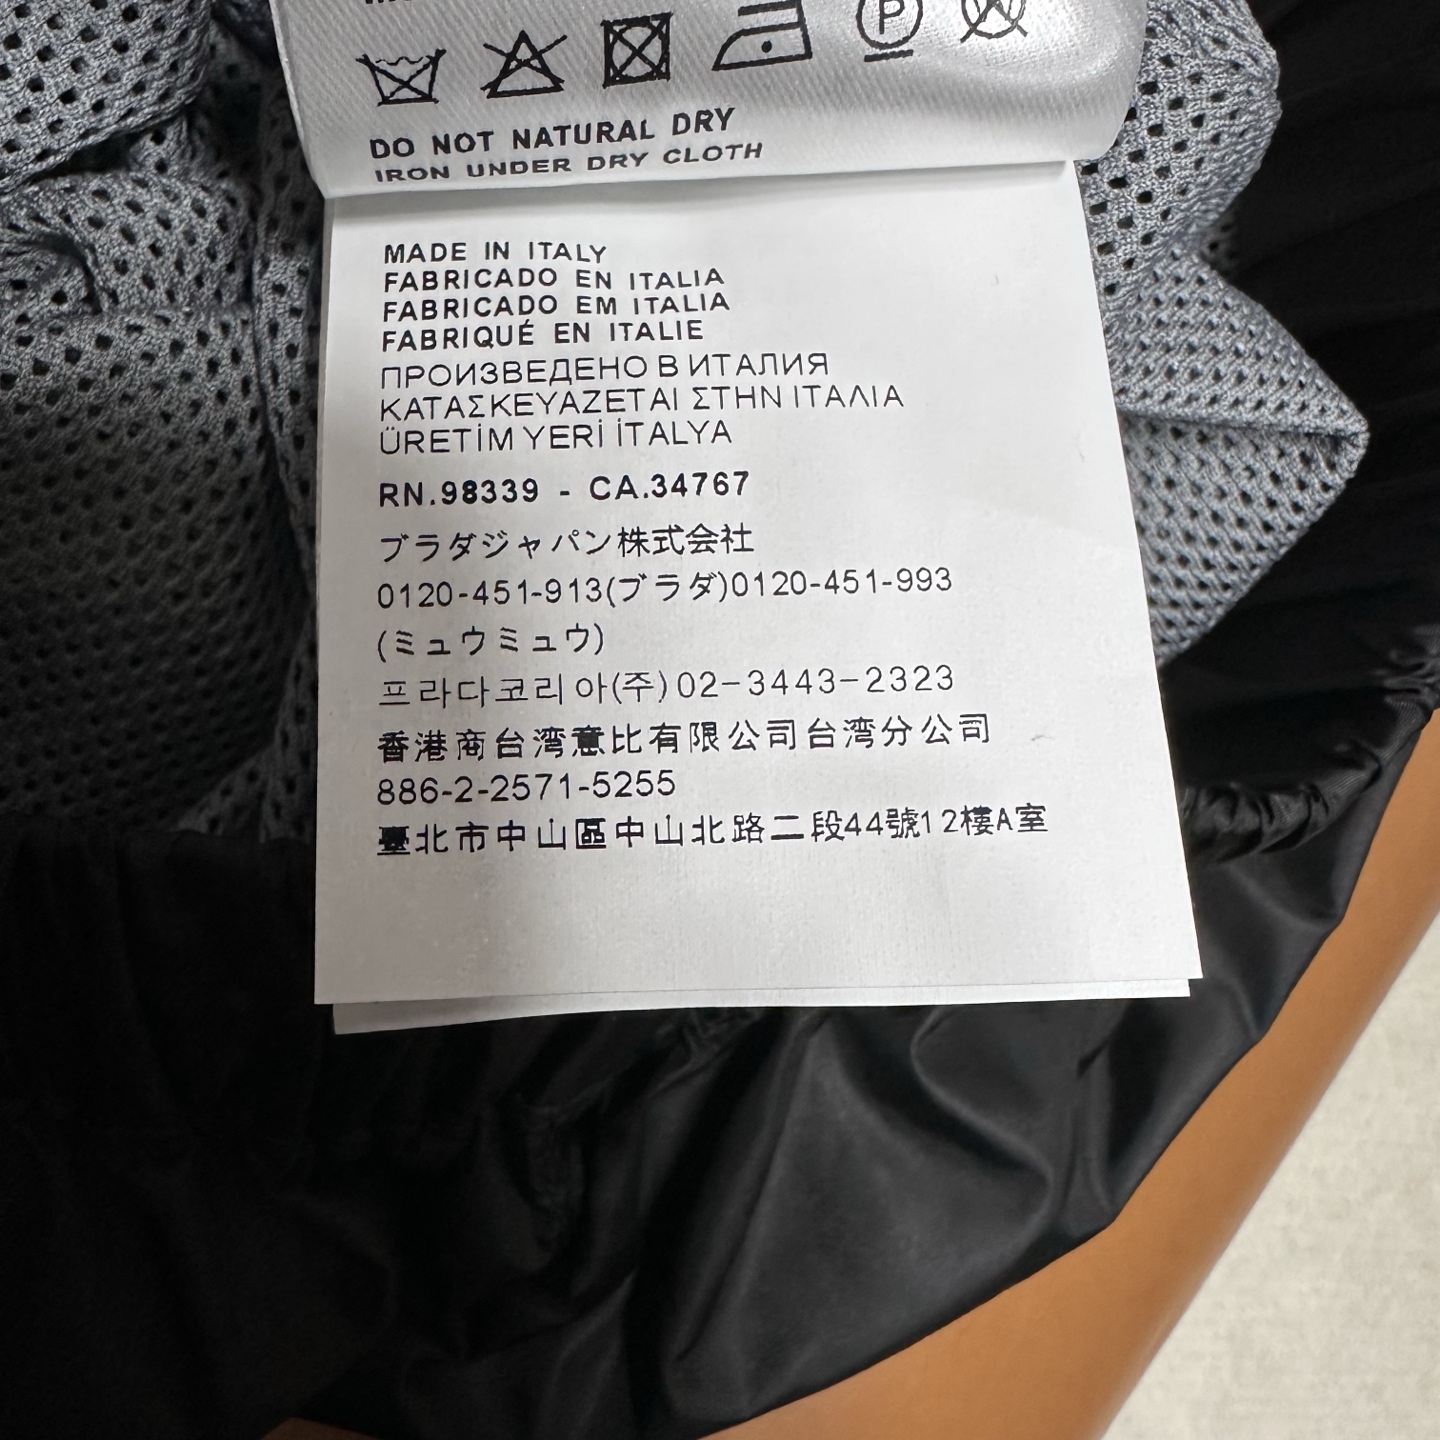 DO NOT NATURAL DRY
IRON UNDER DRY CLOTH
MADE IN ITALY
FABRICADO EN ITALIA
FABRICADO EM ITALIA
FABRIQUÉ EN ITALIE
ПРОИЗВЕДЕНО В ИТАЛИЯ
ΚΑΤΑΣΚΕΥΑΖΕΤΑΙ ΣΤΗΝ ΙΤΑΛΙΑ
ÜRETİM YERİ İTALYA
RN.98339 - CA.34767
プラダジャパン株式会社
0120-451-913(プラダ)0120-451-993
(ミュウミュウ)
프라다코리아(주)02-3443-2323
香港商台湾意比有限公司台湾分公司
886-2-2571-5255
臺北市中山區中山北路二段44號12樓A室